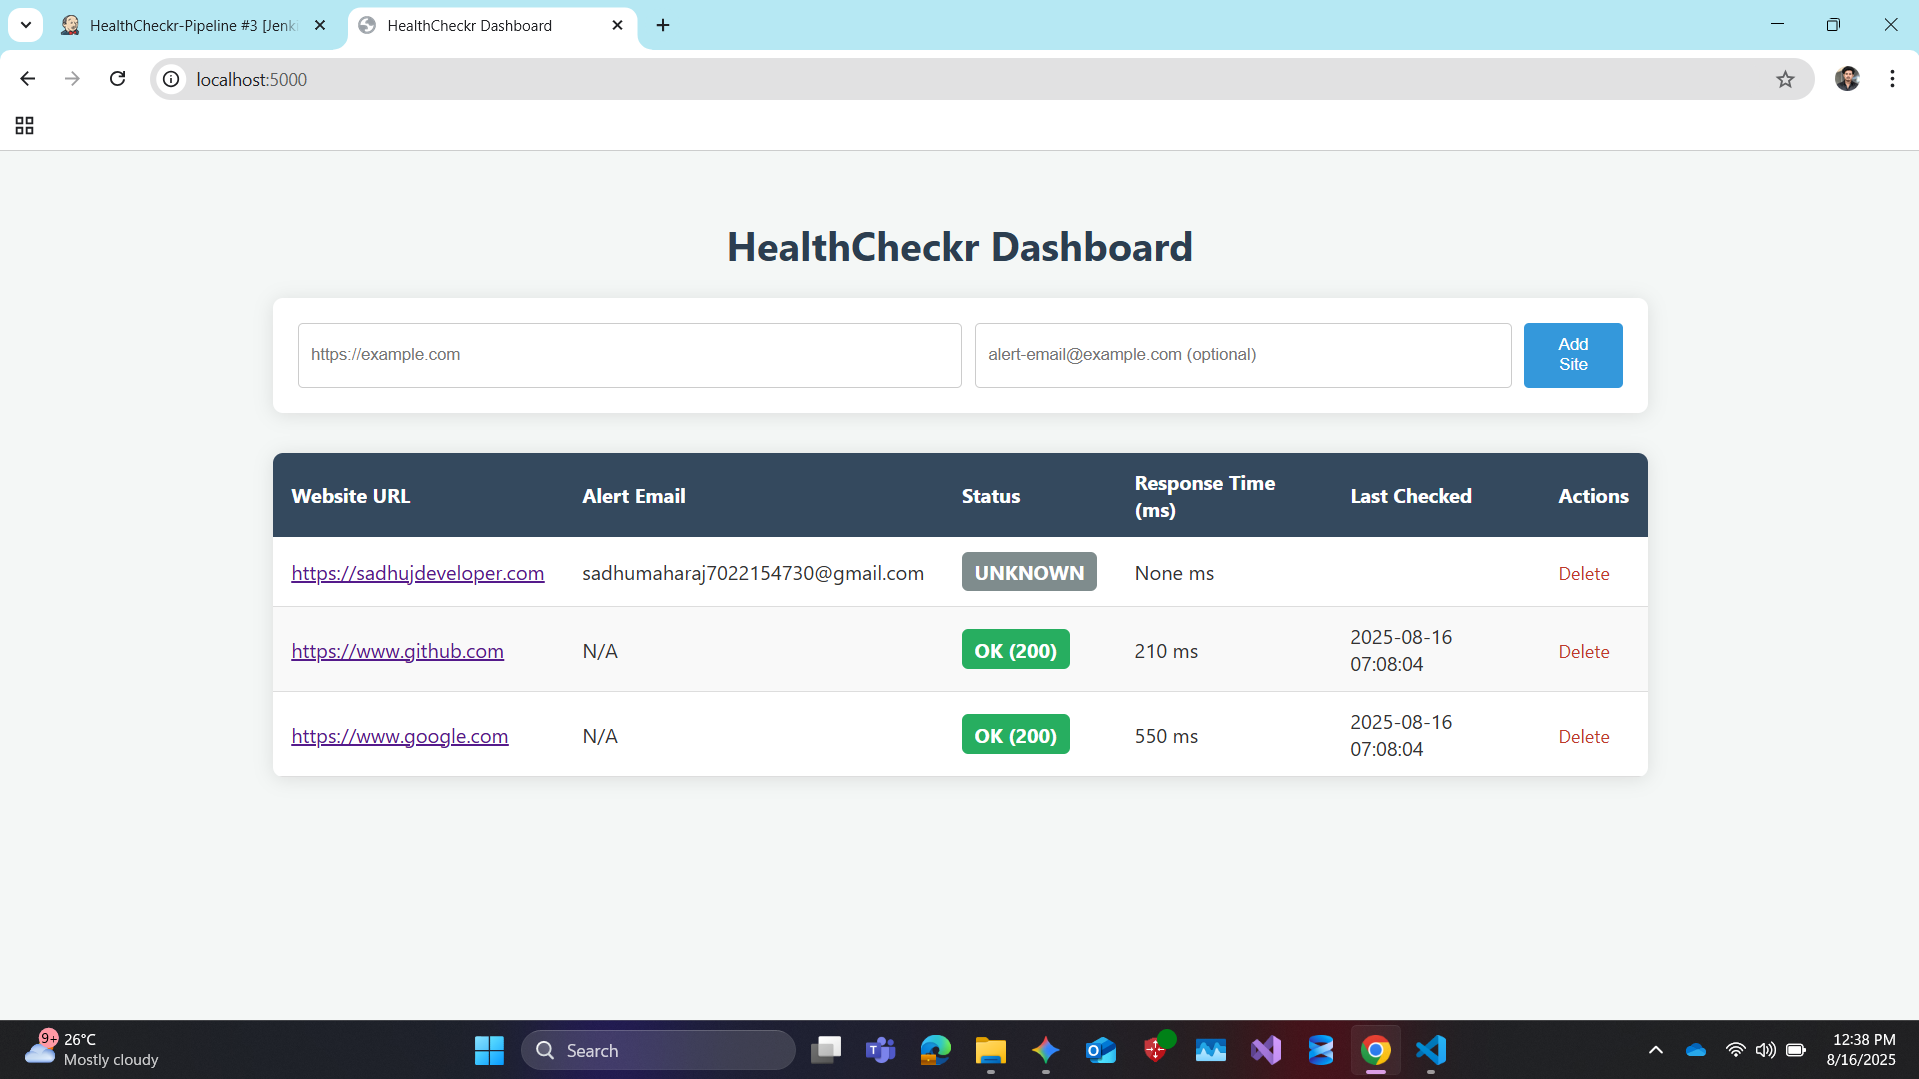 HealthCheckr-Pipeline #3 [Jenki
HealthCheckr Dashboard
localhost:5000
HealthCheckr Dashboard
https://example.com
alert-email@example.com (optional)
Add
Site
Website URL
Alert Email
Status
Response Time
(ms)
Last Checked
Actions
https://sadhujdeveloper.com
sadhumaharaj7022154730@gmail.com
UNKNOWN
None ms
Delete
https://www.github.com
N/A
OK (200)
210 ms
2025-08-16
07:08:04
Delete
https://www.google.com
N/A
OK (200)
550 ms
2025-08-16
07:08:04
Delete
9+
26°C
Mostly cloudy
Search
12:38 PM
8/16/2025